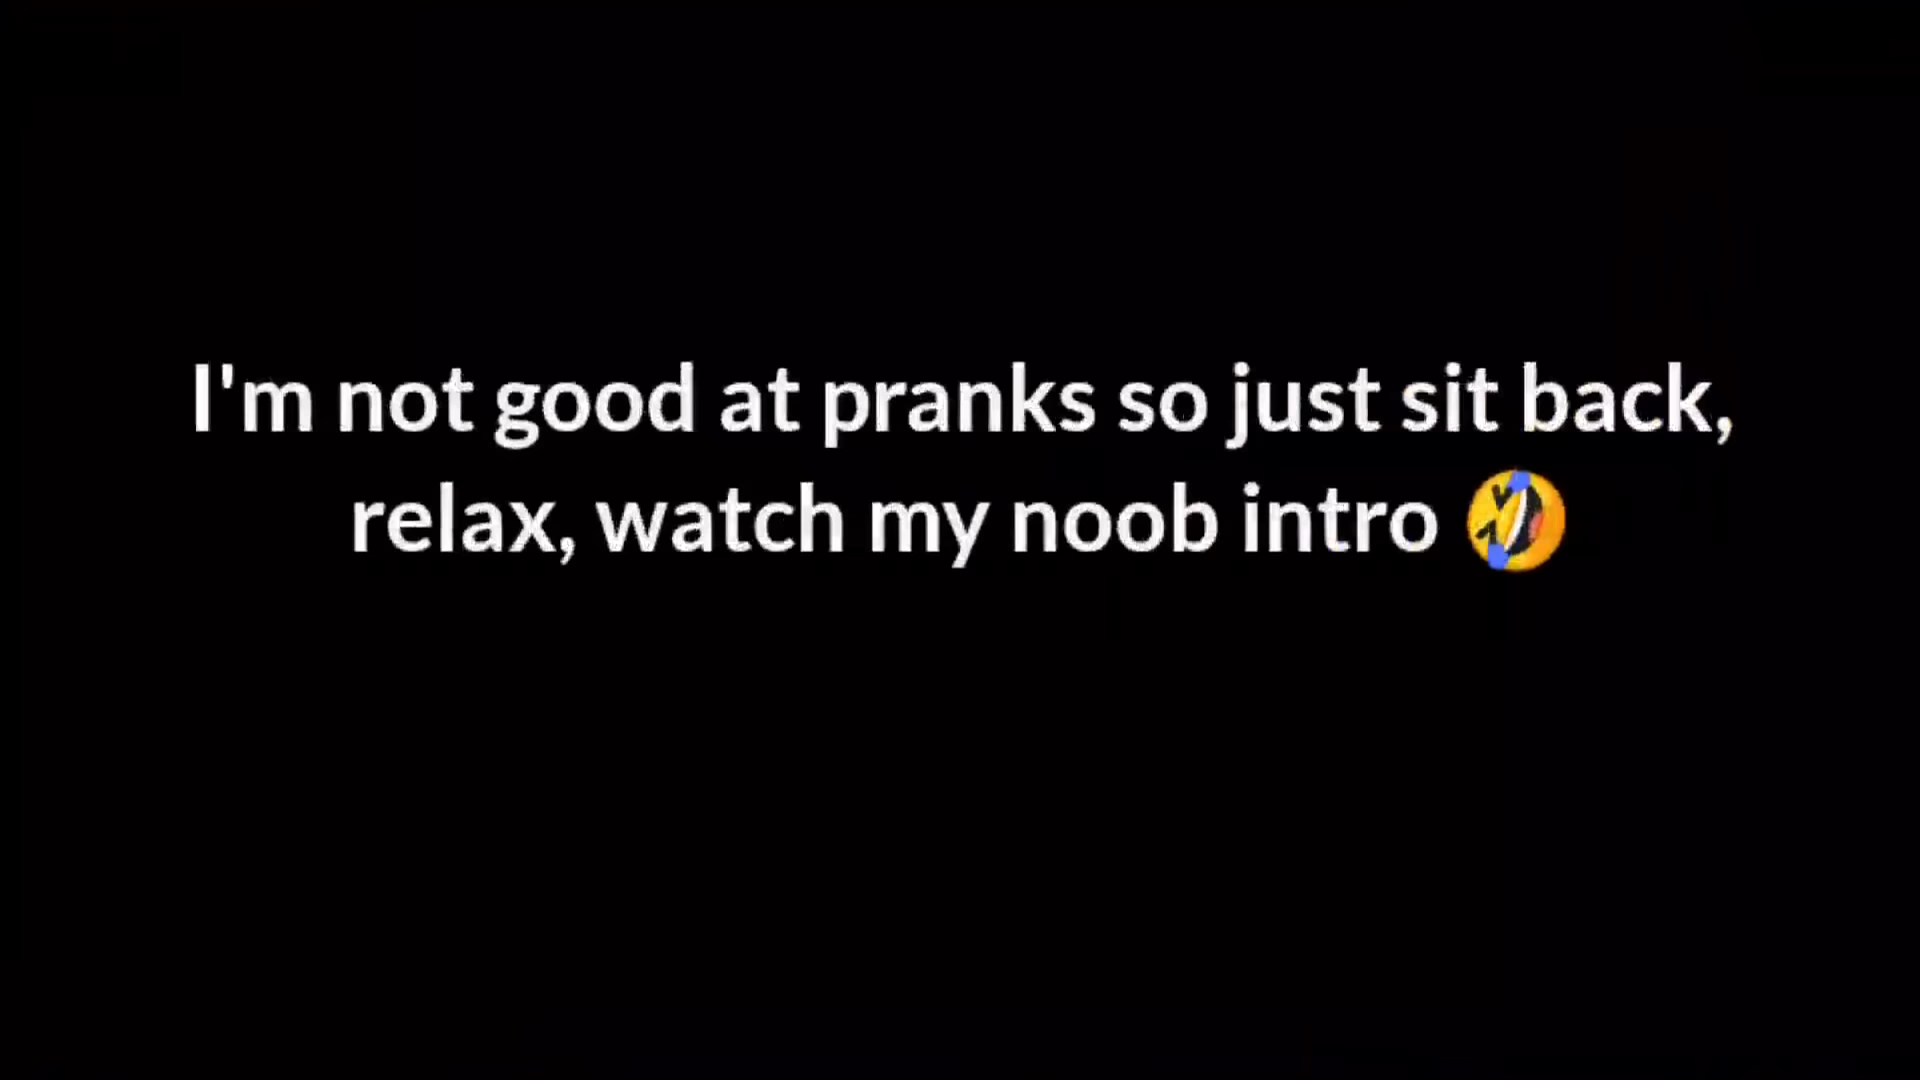 I'm not good at pranks so just sit back,
relax, watch my noob intro 🤣